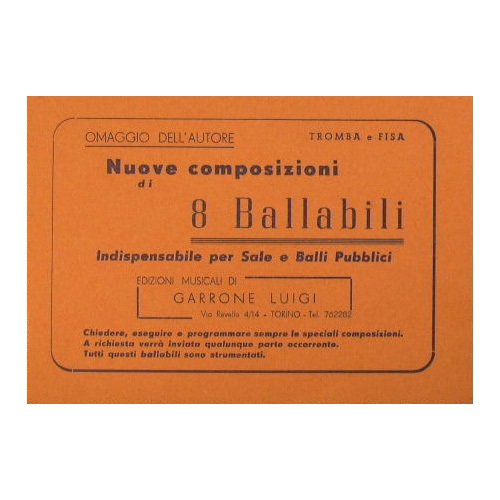 OMAGGIO DELL'AUTORE
TROMBA e FISA
Nuove composizioni
di
8 Ballabili
Indispensabile per Sale e Balli Pubblici
EDIZIONI MUSICALI DI
GARRONE LUIGI
Via Revello 4/14 - TORINO - Tel. 762282
Chiedere, eseguire e programmare sempre le speciali composizioni.
A richiesta verrà inviata qualunque parte occorrente.
Tutti questi ballabili sono strumentati.